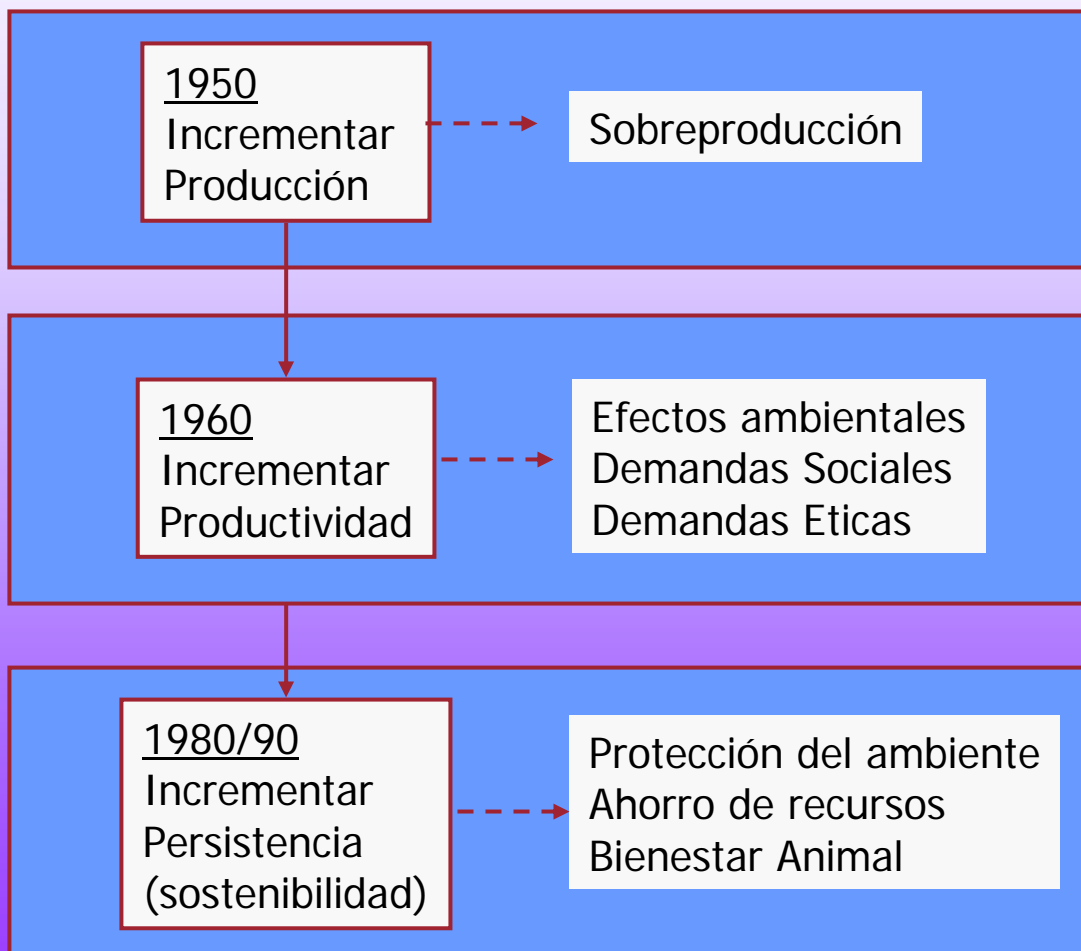 1950
Incrementar
Producción
Sobreproducción
1960
Incrementar
Productividad
Efectos ambientales
Demandas Sociales
Demandas Eticas
1980/90
Incrementar
Persistencia
(sostenibilidad)
Protección del ambiente
Ahorro de recursos
Bienestar Animal